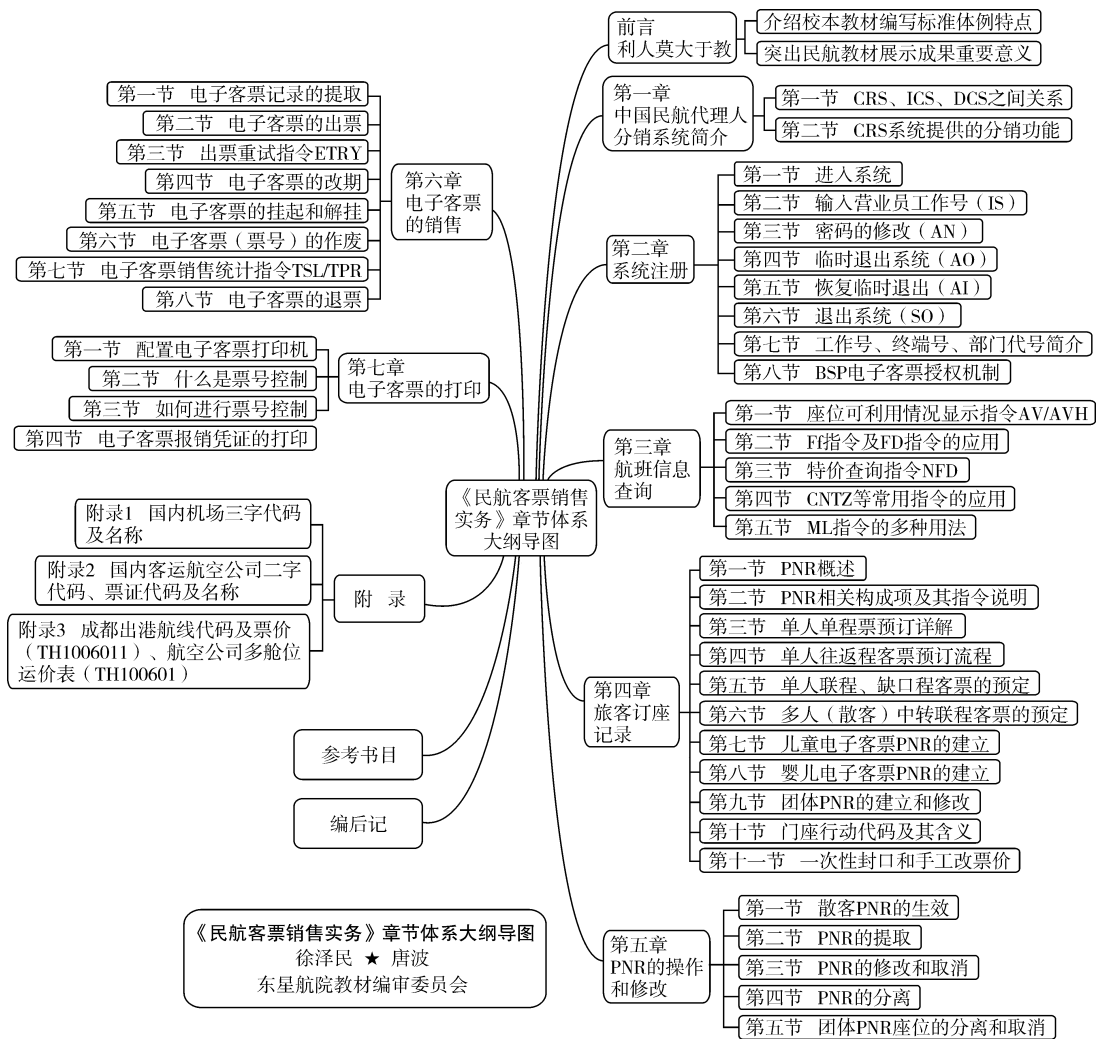 《民航客票销售
实务》章节体系
大纲导图
前言
利人莫大于教
介绍校本教材编写标准体例特点
突出民航教材展示成果重要意义
第一章
中国民航代理人
分销系统简介
第一节 CRS、ICS、DCS之间关系
第二节 CRS系统提供的分销功能
第二章
系统注册
第一节 进入系统
第二节 输入营业员工作号（IS）
第三节 密码的修改（AN）
第四节 临时退出系统（AO）
第五节 恢复临时退出（AI）
第六节 退出系统（SO）
第七节 工作号、终端号、部门代号简介
第八节 BSP电子客票授权机制
第三章
航班信息
查询
第一节 座位可利用情况显示指令AV/AVH
第二节 Ff指令及FD指令的应用
第三节 特价查询指令NFD
第四节 CNTZ等常用指令的应用
第五节 ML指令的多种用法
第四章
旅客订座
记录
第一节 PNR概述
第二节 PNR相关构成项及其指令说明
第三节 单人单程票预订详解
第四节 单人往返程客票预订流程
第五节 单人联程、缺口程客票的预定
第六节 多人（散客）中转联程客票的预定
第七节 儿童电子客票PNR的建立
第八节 婴儿电子客票PNR的建立
第九节 团体PNR的建立和修改
第十节 门座行动代码及其含义
第十一节 一次性封口和手工改票价
第五章
PNR的操作
和修改
第一节 散客PNR的生效
第二节 PNR的提取
第三节 PNR的修改和取消
第四节 PNR的分离
第五节 团体PNR座位的分离和取消
第六章
电子客票
的销售
第一节 电子客票记录的提取
第二节 电子客票的出票
第三节 出票重试指令ETRY
第四节 电子客票的改期
第五节 电子客票的挂起和解挂
第六节 电子客票（票号）的作废
第七节 电子客票销售统计指令TSL/TPR
第八节 电子客票的退票
第七章
电子客票的打印
第一节 配置电子客票打印机
第二节 什么是票号控制
第三节 如何进行票号控制
第四节 电子客票报销凭证的打印
附 录
附录1 国内机场三字代码
及名称
附录2 国内客运航空公司二字
代码、票证代码及名称
附录3 成都出港航线代码及票价
（TH1006011）、航空公司多舱位
运价表（TH100601）
参考书目
编后记
《民航客票销售实务》章节体系大纲导图
徐泽民 ★ 唐波
东星航院教材编审委员会